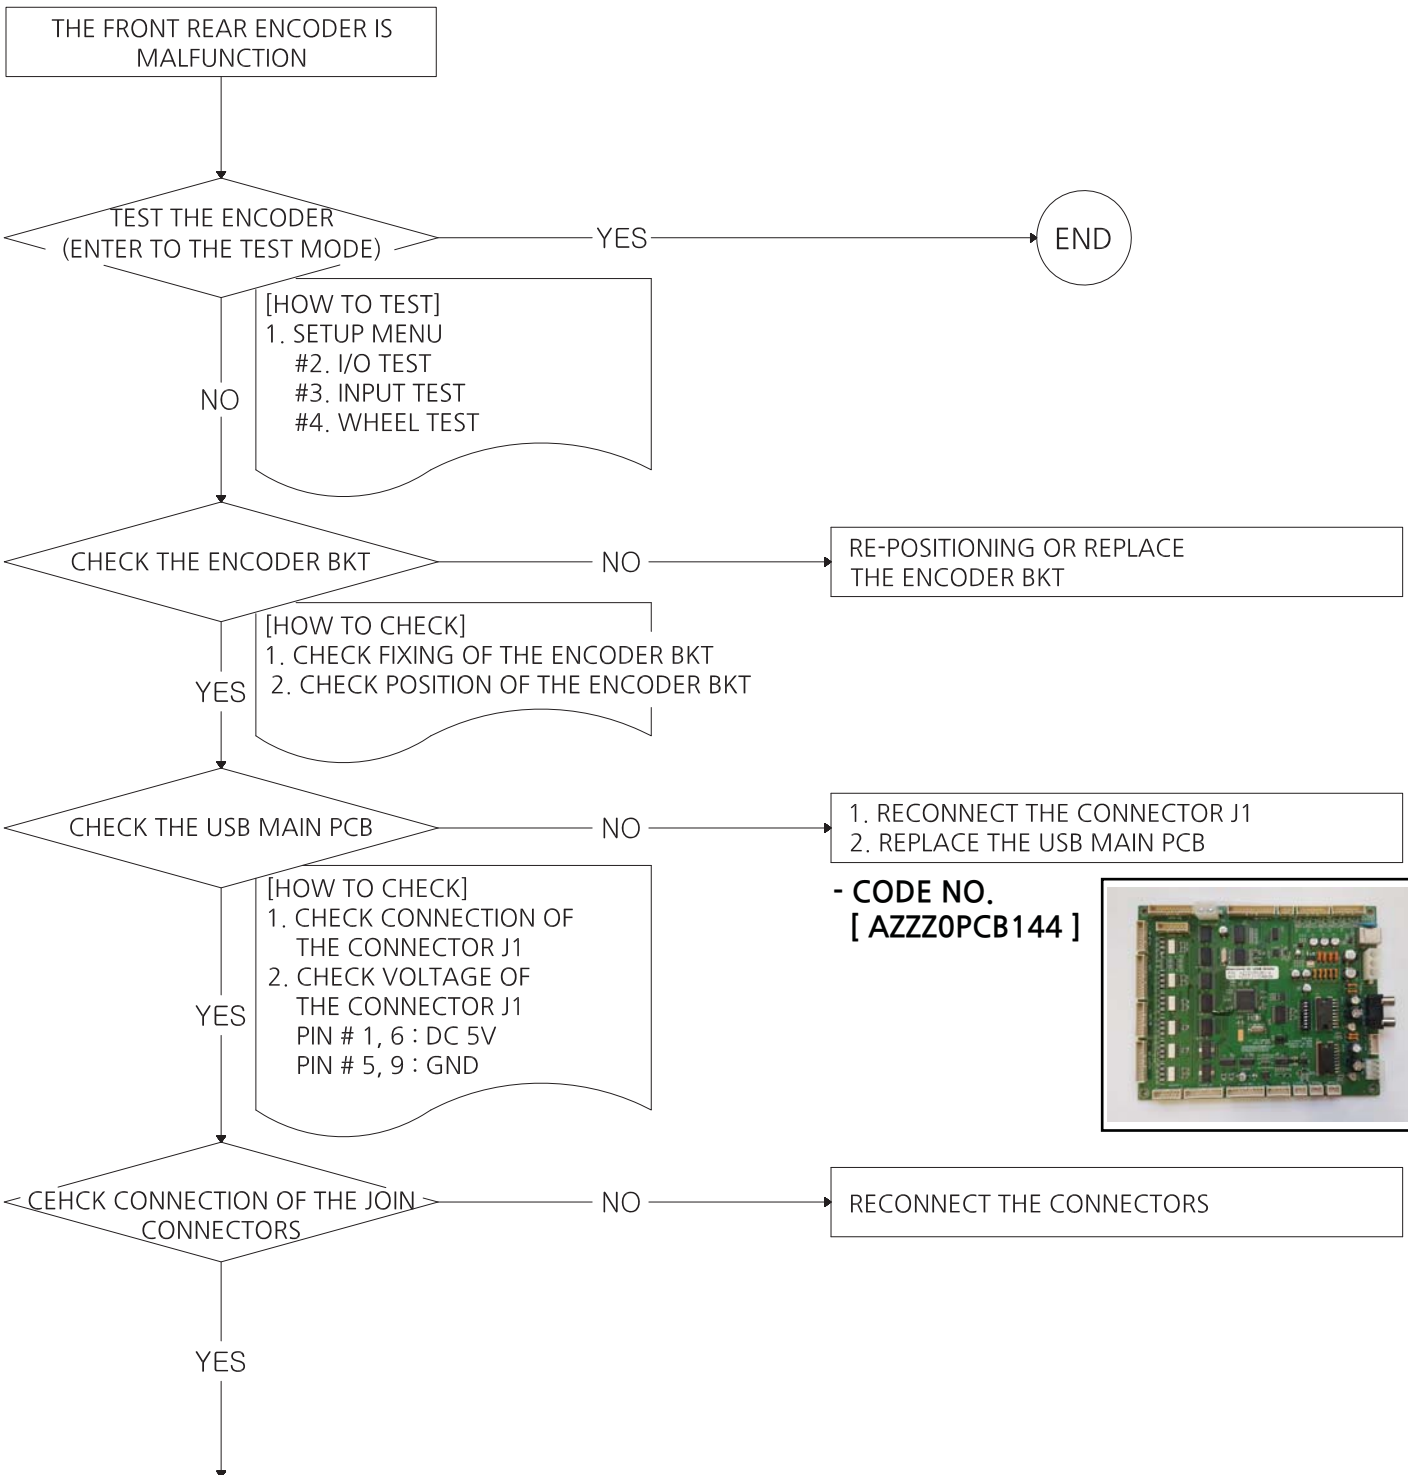 THE FRONT REAR ENCODER IS
MALFUNCTION
TEST THE ENCODER
(ENTER TO THE TEST MODE)
YES
END
[HOW TO TEST]
1. SETUP MENU
#2. I/O TEST
#3. INPUT TEST
#4. WHEEL TEST
NO
CHECK THE ENCODER BKT
NO
RE-POSITIONING OR REPLACE
THE ENCODER BKT
[HOW TO CHECK]
1. CHECK FIXING OF THE ENCODER BKT
2. CHECK POSITION OF THE ENCODER BKT
YES
CHECK THE USB MAIN PCB
NO
1. RECONNECT THE CONNECTOR J1
2. REPLACE THE USB MAIN PCB
- CODE NO.
[ AZZZ0PCB144 ]
[HOW TO CHECK]
1. CHECK CONNECTION OF
THE CONNECTOR J1
2. CHECK VOLTAGE OF
THE CONNECTOR J1
PIN # 1, 6 : DC 5V
PIN # 5, 9 : GND
YES
CEHCK CONNECTION OF THE JOIN
CONNECTORS
NO
RECONNECT THE CONNECTORS
YES